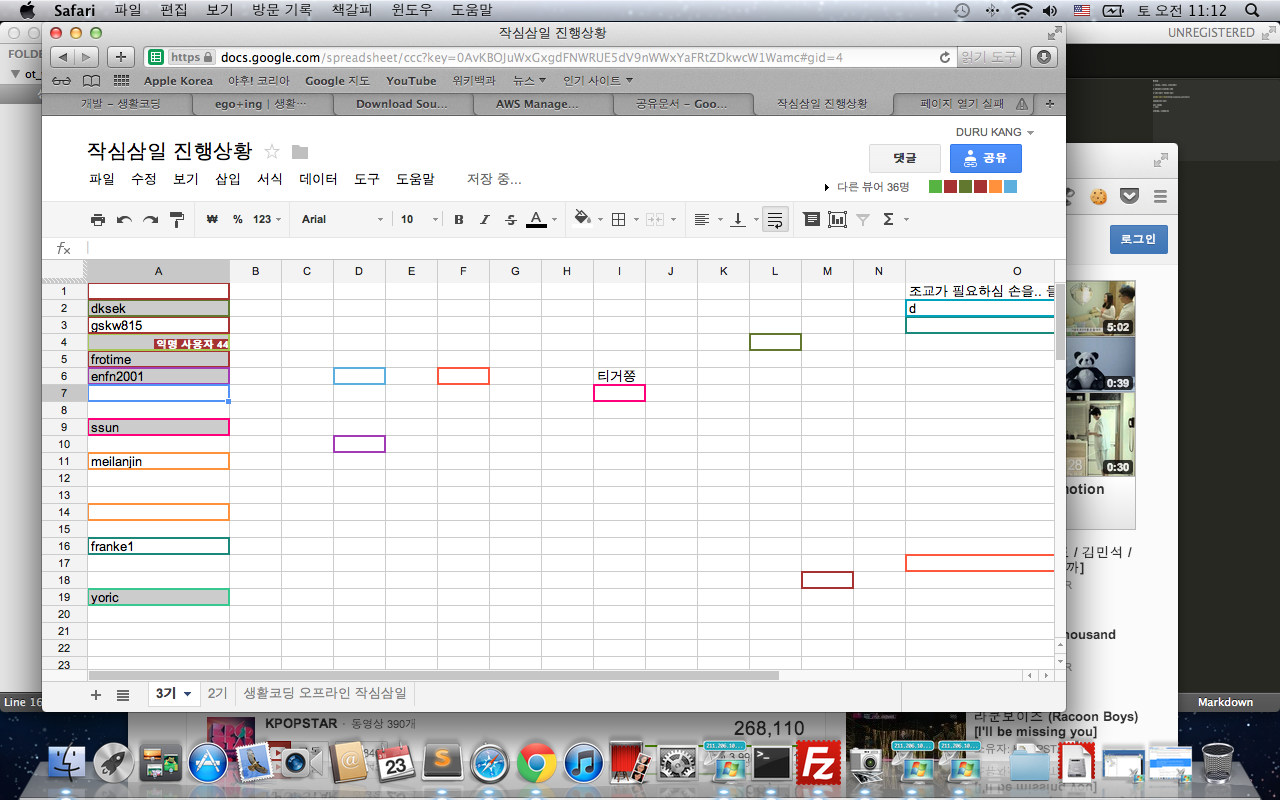 Safari 파일 편집 보기 방문 기록 책갈피 윈도우 도움말 토 오전 11:12
작심삼일 진행상황
UNREGISTERED
FOLDE
https docs.google.com/spreadsheet/ccc?key=0AvKBOJuWxGxgdFNWRUE5dV9nWWxYaFRtZDkwcW1Wamc#gid=4 읽기 도구
▼ ot_
Apple Korea 야후! 코리아 Google 지도 YouTube 위키백과 뉴스 ▼ 인기 사이트 ▼
개발 – 생활코딩 ego+ing | 생활… Download Sou... AWS Manage... 공유문서 – Goo... 작심삼일 진행상황 페이지 열기 실패 +
DURU KANG
작심삼일 진행상황
댓글 공유
파일 수정 보기 삽입 서식 데이터 도구 도움말 저장 중...
다른 뷰어 36명
₩ % 123 Arial 10 B I S A Σ
fx
로그인
A B C D E F G H I J K L M N O
1 조교가 필요하심 손을.. 들
2 dksek d
3 gskw815
4 익명 사용자 44
5 frotime
6 enfn2001 티거쭝
7
8
9 ssun
10
11 meilanjin
12
13
14
15
16 franke1
17
18
19 yoric
20
21
22
23
5:02
0:39
28
0:30
notion
/ 김민석 /
까]
R
housand
R
+ 3기 2기 생활코딩 오프라인 작심삼일
Line 16
Markdown
KPOPSTAR · 동영상 390개
268,110
라쿤보이즈 (Racoon Boys)
[I'll be missing you]
23
[I'll be missing you]